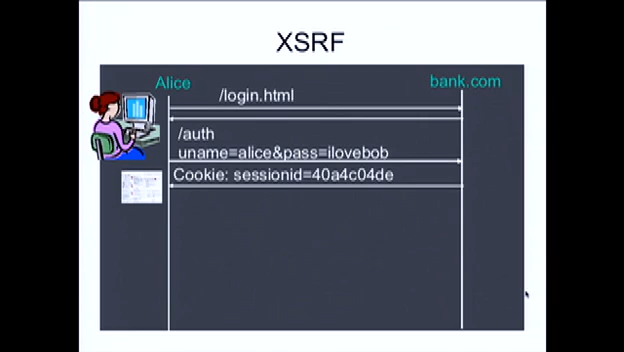 XSRF
Alice
bank.com
/login.html
/auth
uname=alice&pass=ilovebob
Cookie: sessionid=40a4c04de